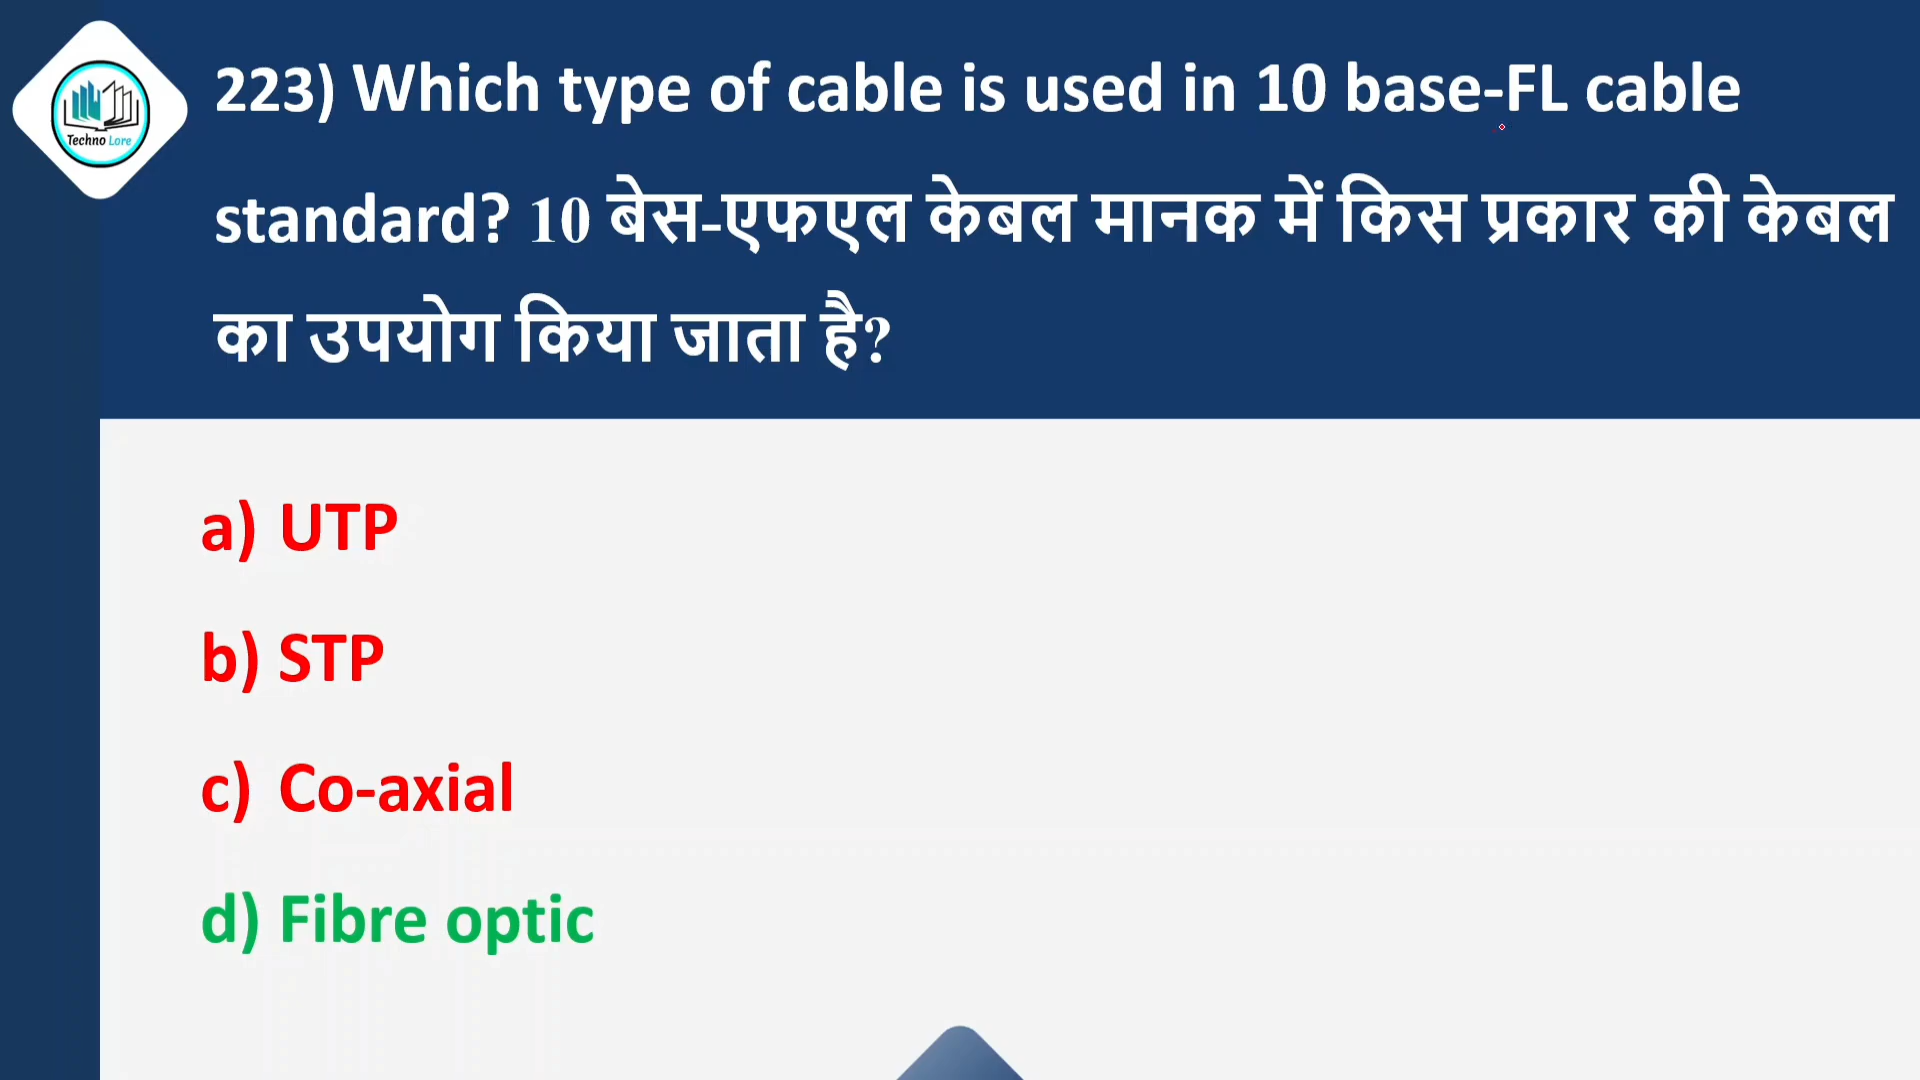 Techno Lore
223) Which type of cable is used in 10 base-FL cable
standard? 10 बेस-एफएल केबल मानक में किस प्रकार की केबल
का उपयोग किया जाता है?
a) UTP
b) STP
c) Co-axial
d) Fibre optic